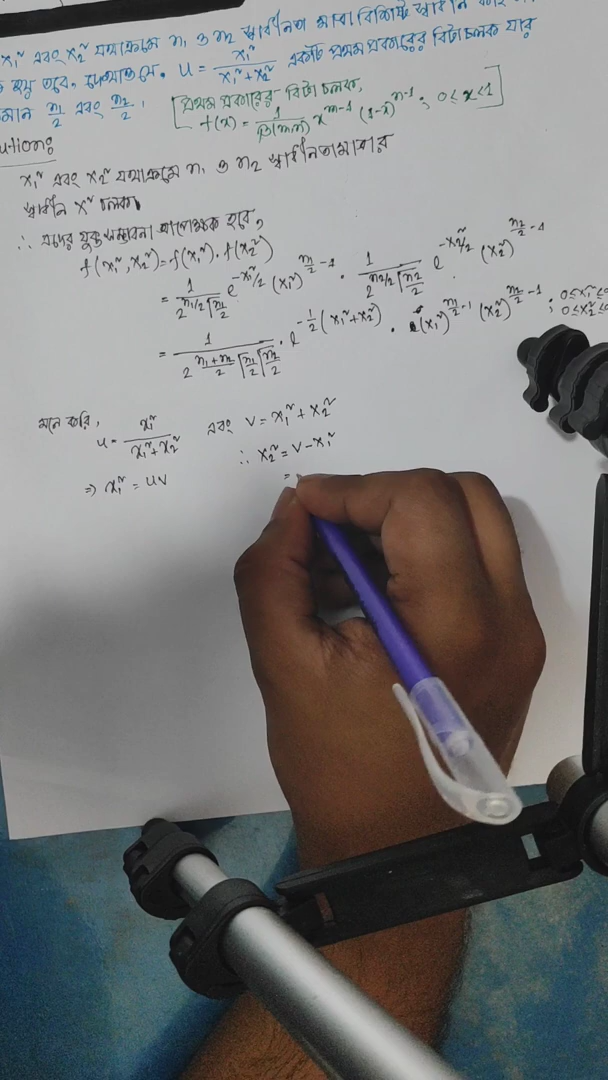 χ₁² এবং χ₂² যথাক্রমে n₁ ও n₂ স্বাধীনতা মাত্রা বিশিষ্ট স্বাধীন
হয় তবে, দেখাও যে, U = χ₁²/(χ₁²+χ₂²) একটি প্রথম প্রকারের বিটা চলক যার
n₁/2 এবং n₂/2।
[প্রথম প্রকারের বিটা চলক,
f(x) = 1/β(m,n) x^(m-1) (1-x)^(n-1); 0≤x≤1]
ution:
χ₁² এবং χ₂² যথাক্রমে n₁ ও n₂ স্বাধীনতামাত্রার
স্বাধীন χ² চলক।
∴ এদের যুক্ত সম্ভাবনা হবে,
f(χ₁²,χ₂²) = f(χ₁²).f(χ₂²)
= 1/(2^(n₁/2) Γ(n₁/2)) e^(-χ₁²/2) (χ₁²)^(n₁/2-1) . 1/(2^(n₂/2) Γ(n₂/2)) e^(-χ₂²/2) . (χ₂²)^(n₂/2-1)
= 1/(2^((n₁+n₂)/2) Γ(n₁/2) Γ(n₂/2)) . e^(-1/2(χ₁²+χ₂²)) . (χ₁²)^(n₁/2-1) (χ₂²)^(n₂/2-1) ; 0≤χ₁²≤
0≤χ₂²≤
মনে করি,
u = χ₁²/(χ₁²+χ₂²) এবং V = χ₁²+χ₂²
⇒ χ₁² = uV ∴ χ₂² = V-χ₁²
=